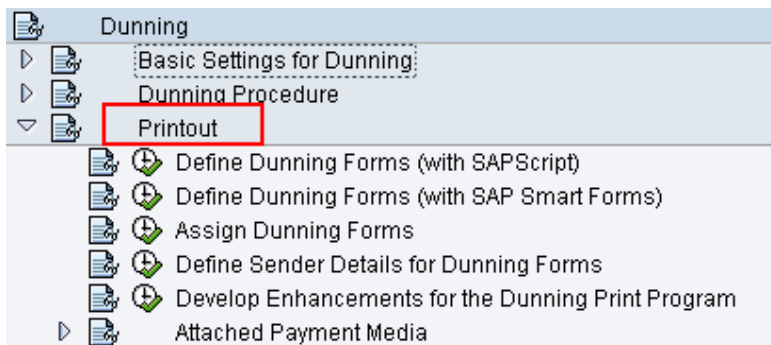 Dunning
Basic Settings for Dunning
Dunning Procedure
Printout
Define Dunning Forms (with SAPScript)
Define Dunning Forms (with SAP Smart Forms)
Assign Dunning Forms
Define Sender Details for Dunning Forms
Develop Enhancements for the Dunning Print Program
Attached Payment Media